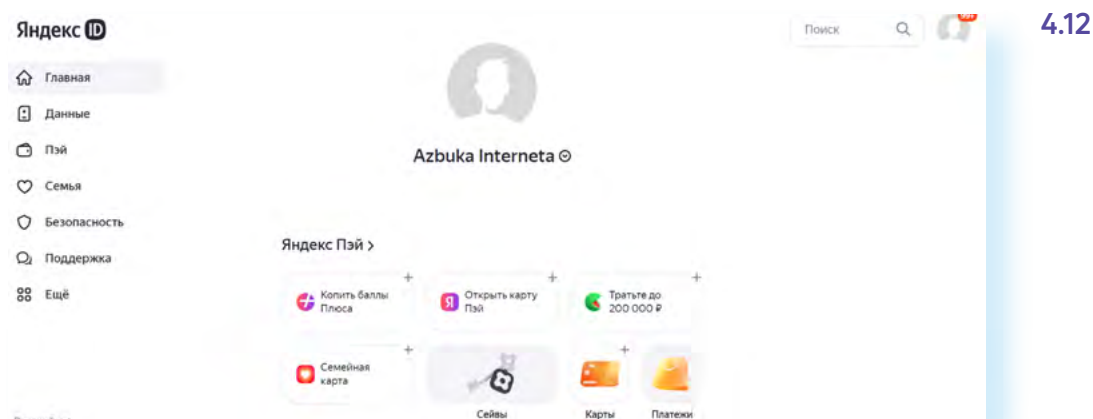 Яндекс ID
Поиск
99+
4.12
Главная
Данные
Пэй
Семья
Безопасность
Поддержка
Ещё
Azbuka Interneta
Яндекс Пэй
Копить баллы
Плюса
Открыть карту
Пэй
Тратьте до
200 000 ₽
Семейная
карта
Сейвы
Карты
Платежи